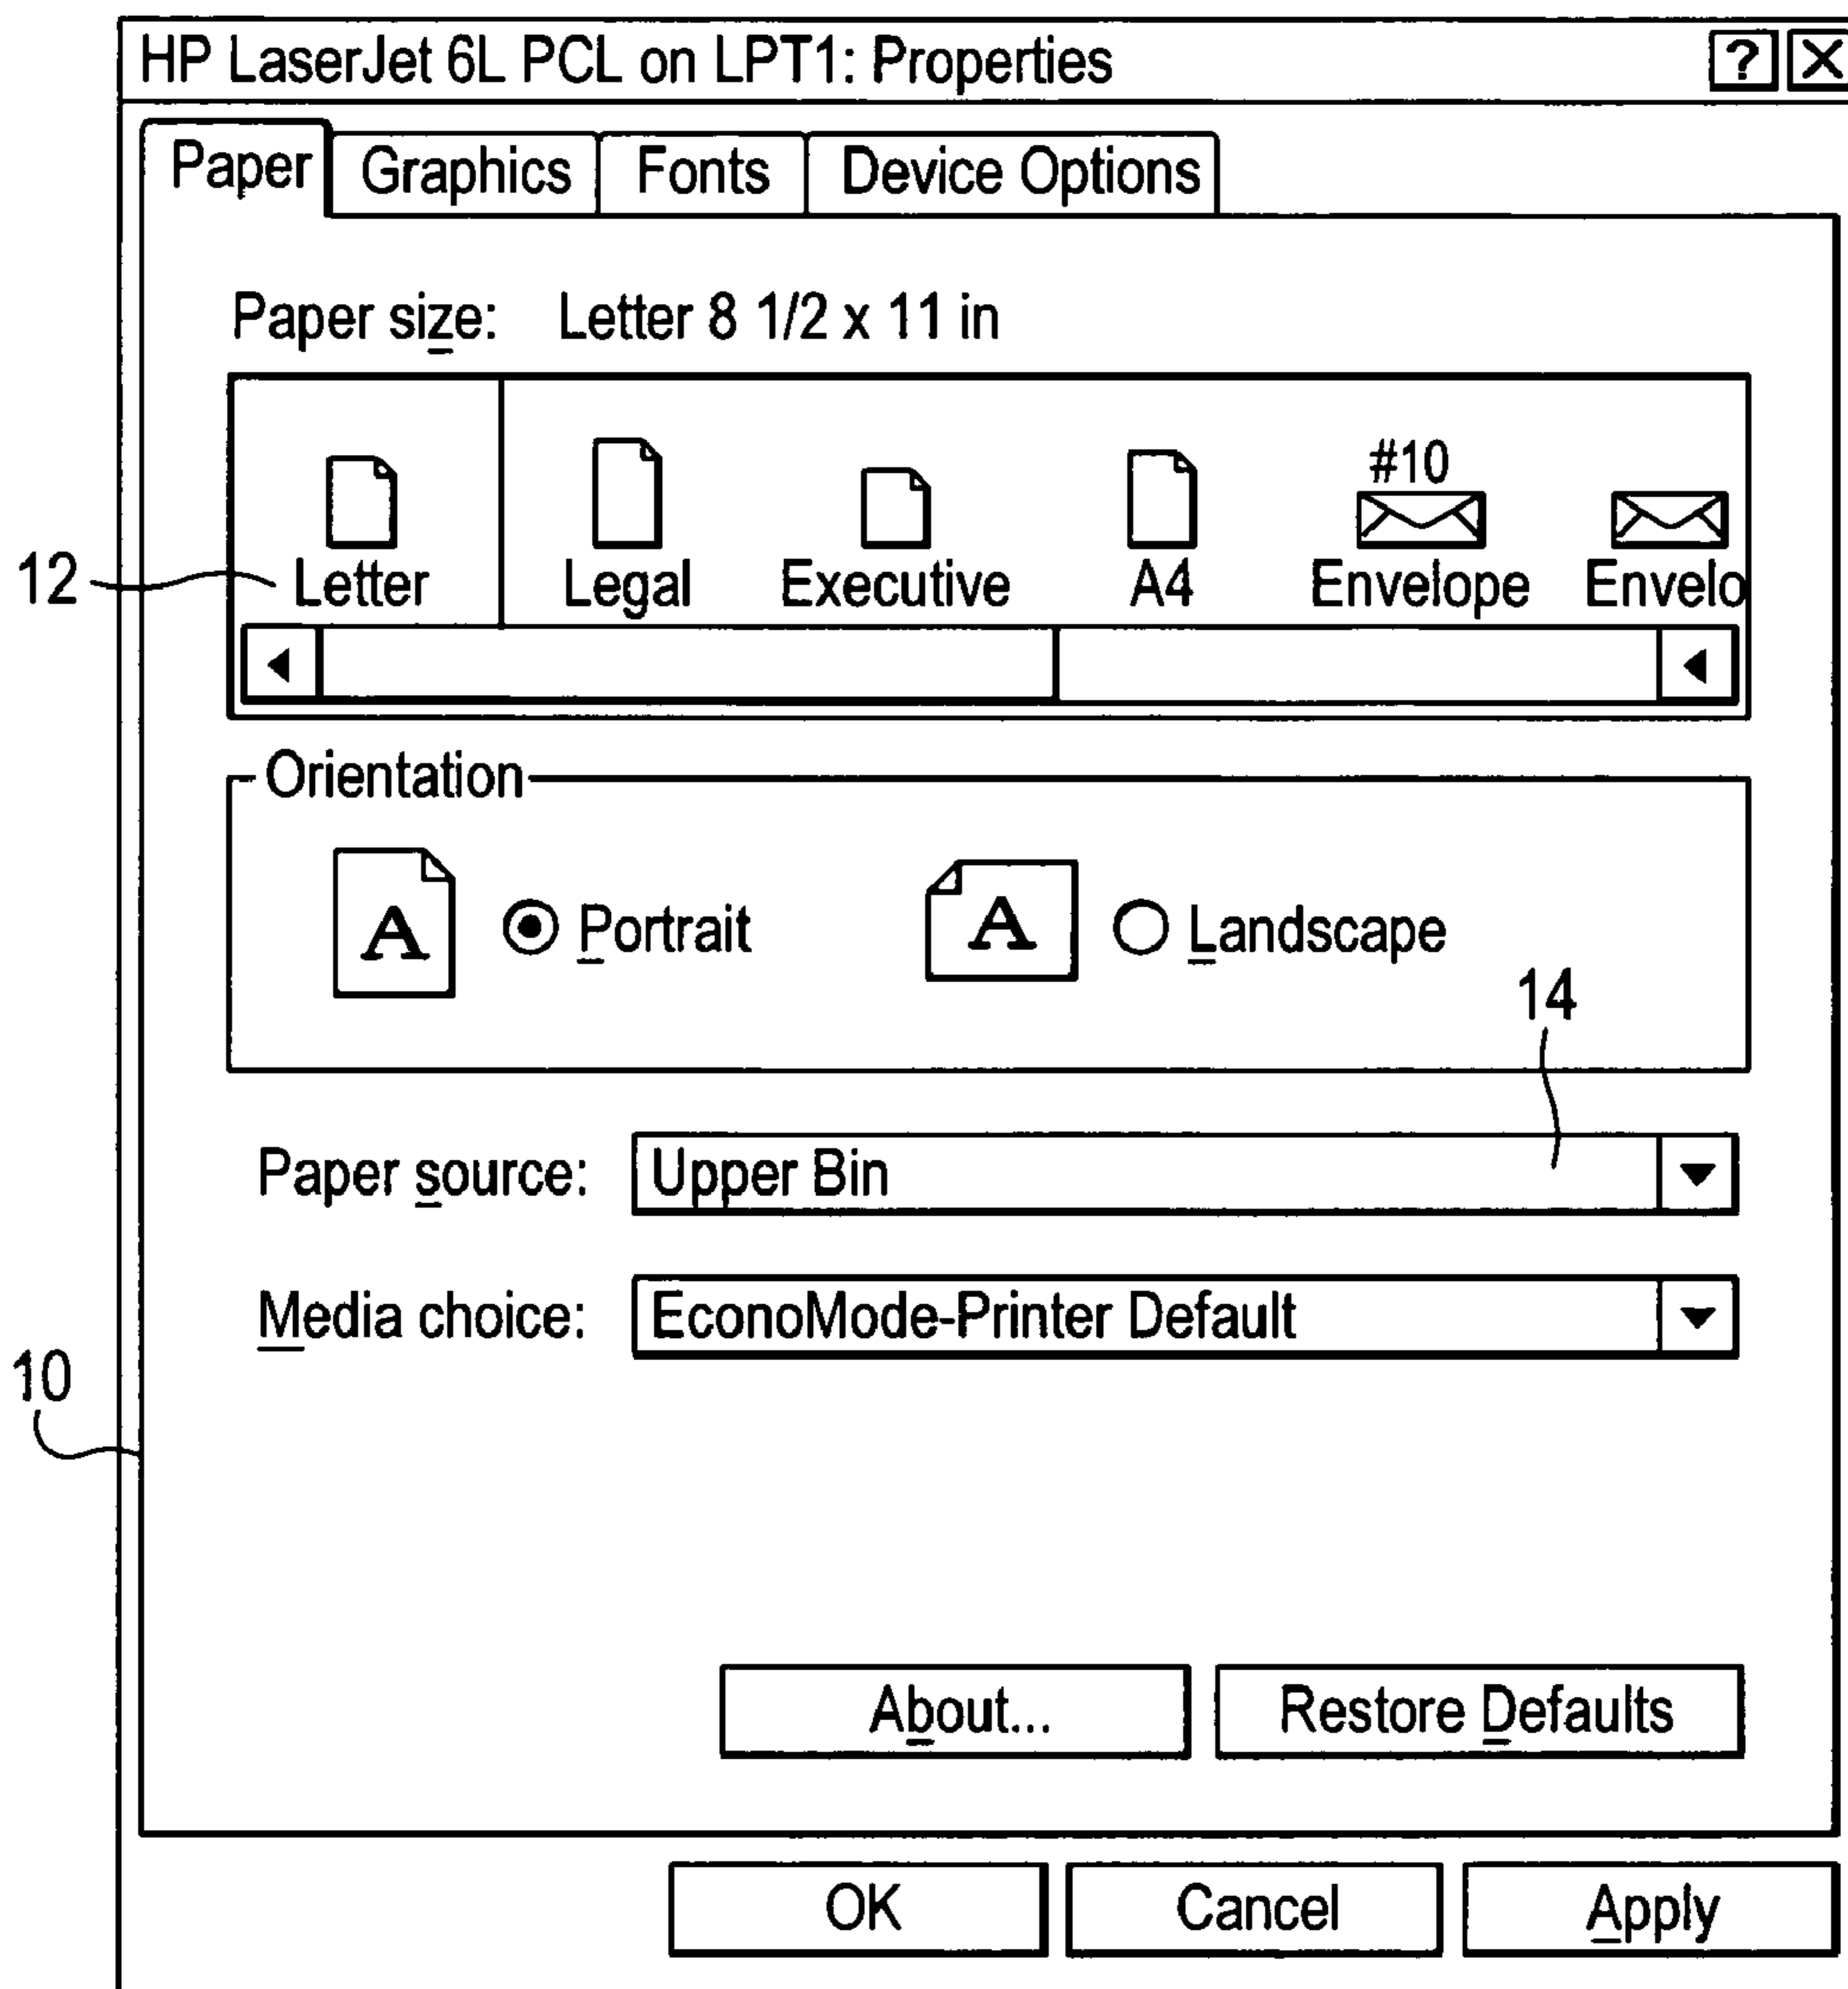 HP LaserJet 6L PCL on LPT1: Properties ? X
Paper Graphics Fonts Device Options
Paper size: Letter 8 1/2 x 11 in
#10
12 Letter Legal Executive A4 Envelope Envelo
Orientation
A Portrait A Landscape
14
Paper source: Upper Bin
Media choice: EconoMode-Printer Default
10
About... Restore Defaults
OK Cancel Apply